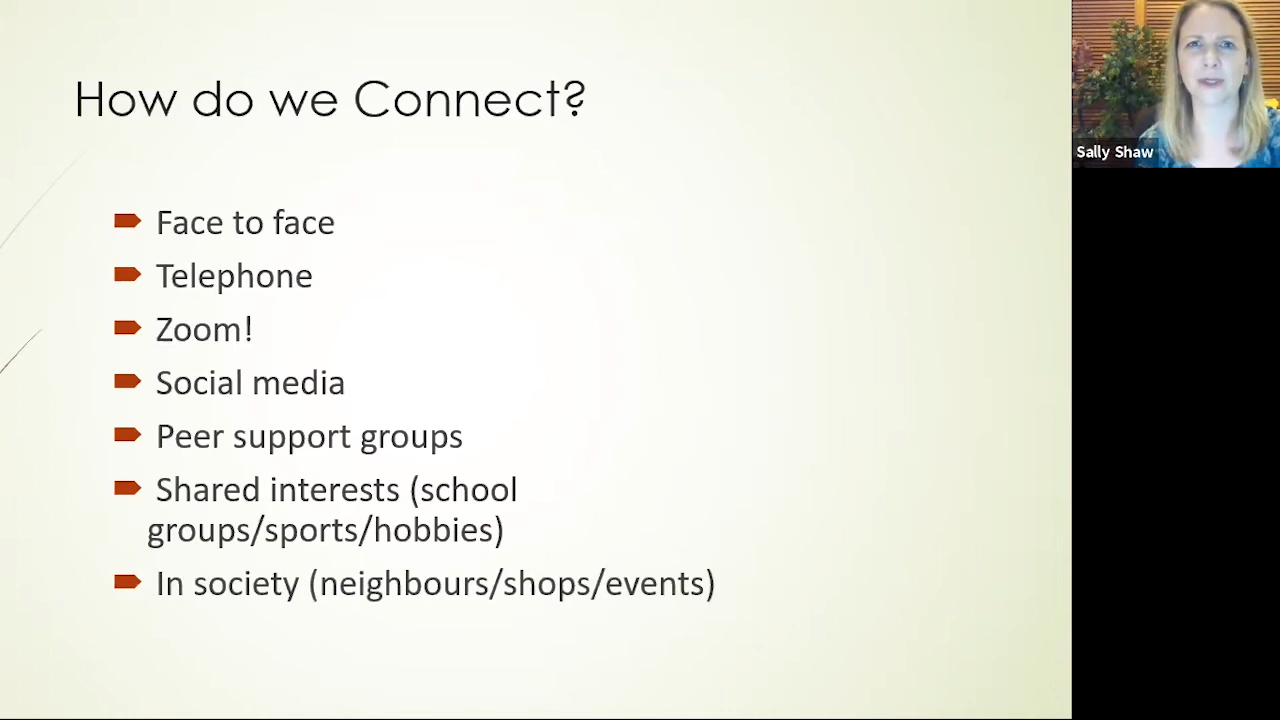 How do we Connect?
Face to face
Telephone
Zoom!
Social media
Peer support groups
Shared interests (school
groups/sports/hobbies)
In society (neighbours/shops/events)
Sally Shaw